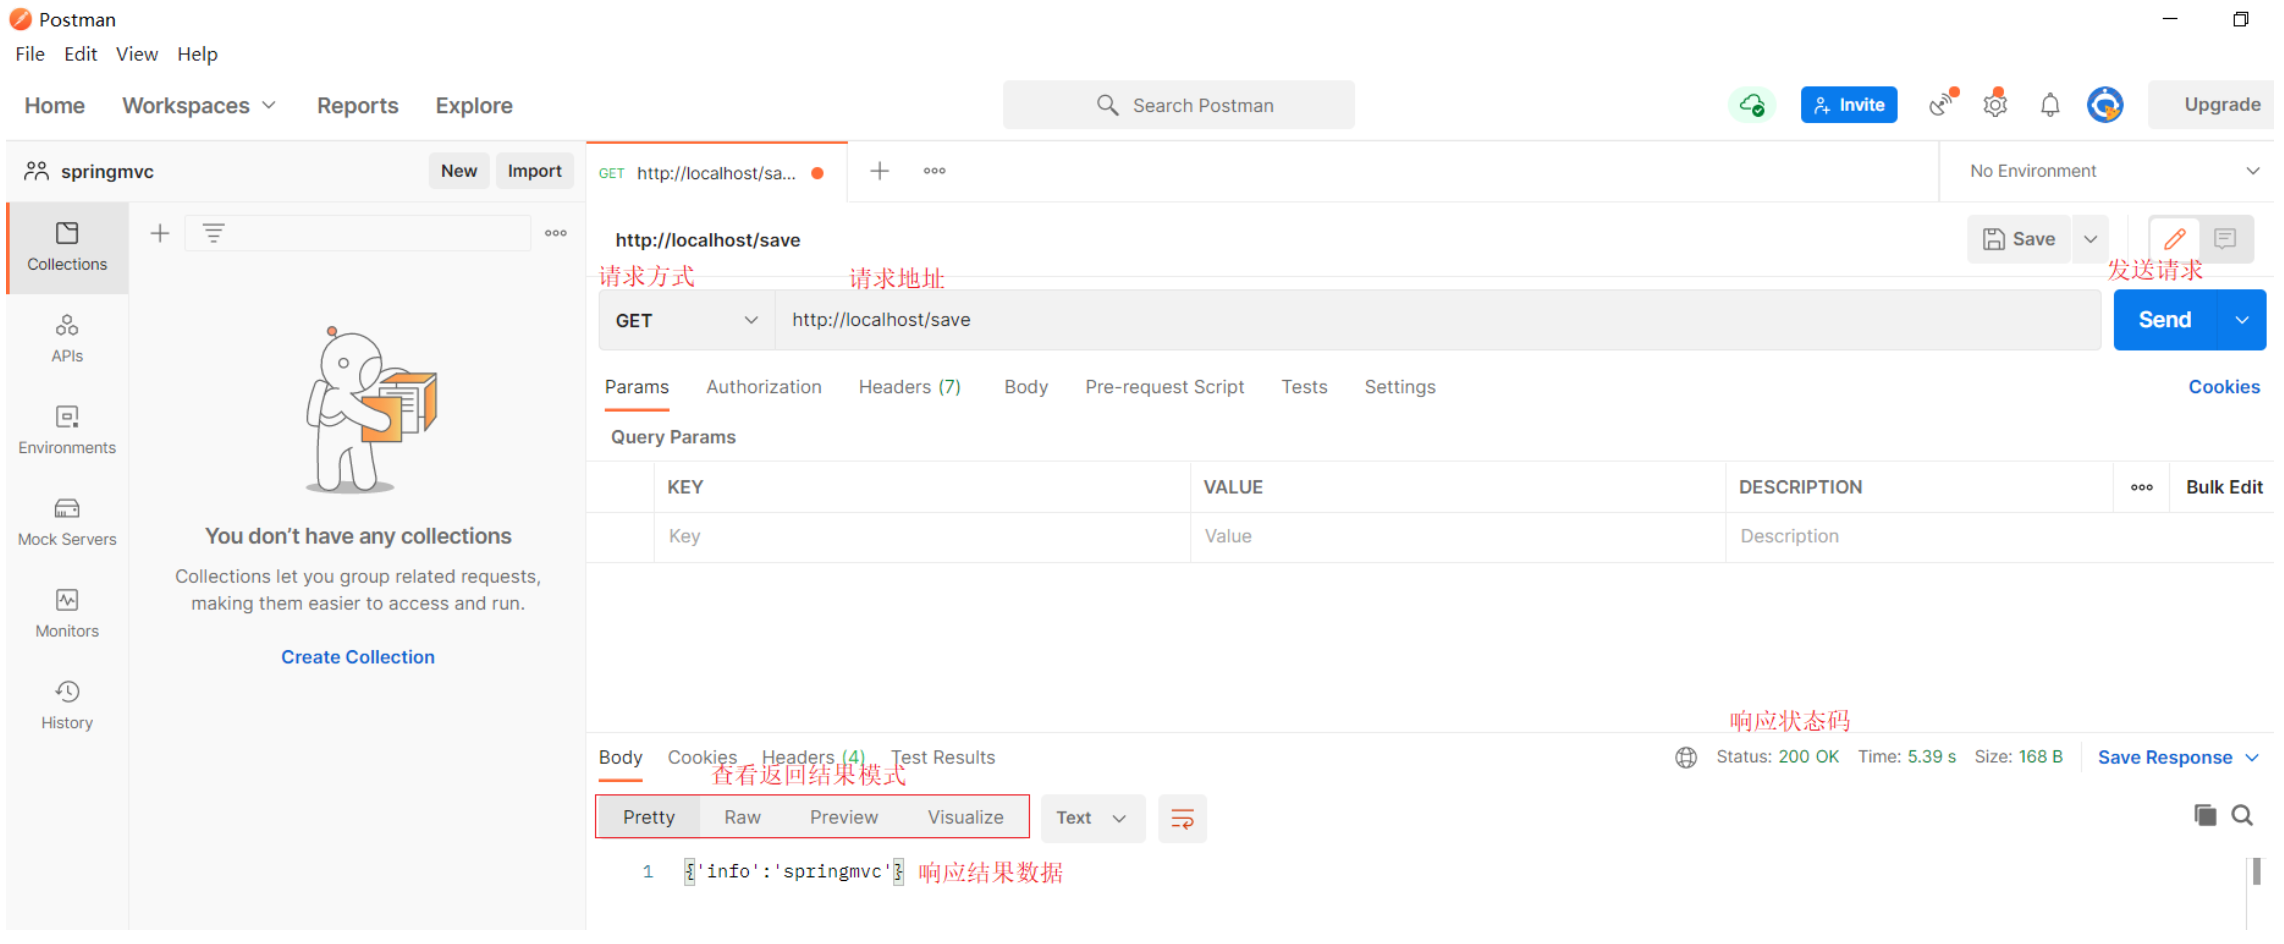 Postman
File Edit View Help
Home Workspaces Reports Explore
Search Postman
Invite
Upgrade
springmvc
New
Import
GET http://localhost/sa...
No Environment
Collections
APIs
Environments
Mock Servers
Monitors
History
You don't have any collections
Collections let you group related requests,
making them easier to access and run.
Create Collection
http://localhost/save
Save
请求方式
请求地址
发送请求
GET
http://localhost/save
Send
Params Authorization Headers (7) Body Pre-request Script Tests Settings
Cookies
Query Params
KEY VALUE DESCRIPTION
Bulk Edit
Key Value Description
响应状态码
Body Cookies Headers (4) Test Results
Status: 200 OK Time: 5.39 s Size: 168 B
Save Response
查看返回结果模式
Pretty Raw Preview Visualize
Text
1 {'info':'springmvc'}
响应结果数据